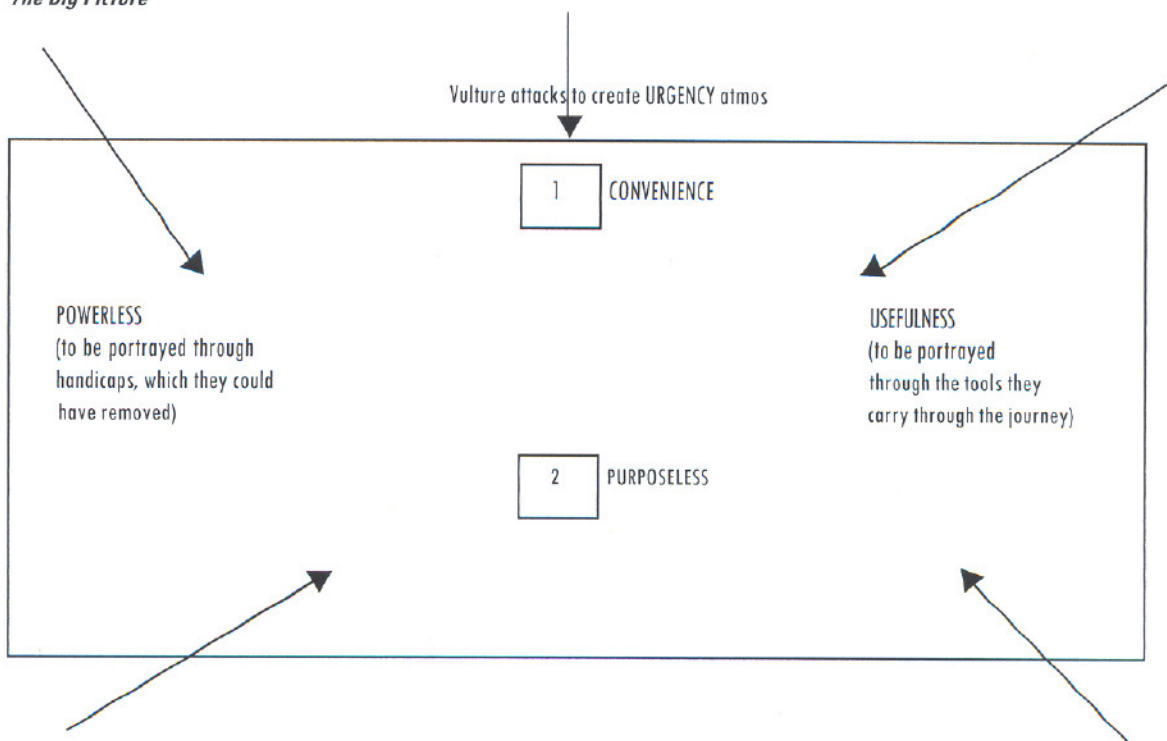 The Big Picture
Vulture attacks to create URGENCY atmos
1 CONVENIENCE
POWERLESS
(to be portrayed through
handicaps, which they could
have removed)
USEFULNESS
(to be portrayed
through the tools they
carry through the journey)
2 PURPOSELESS